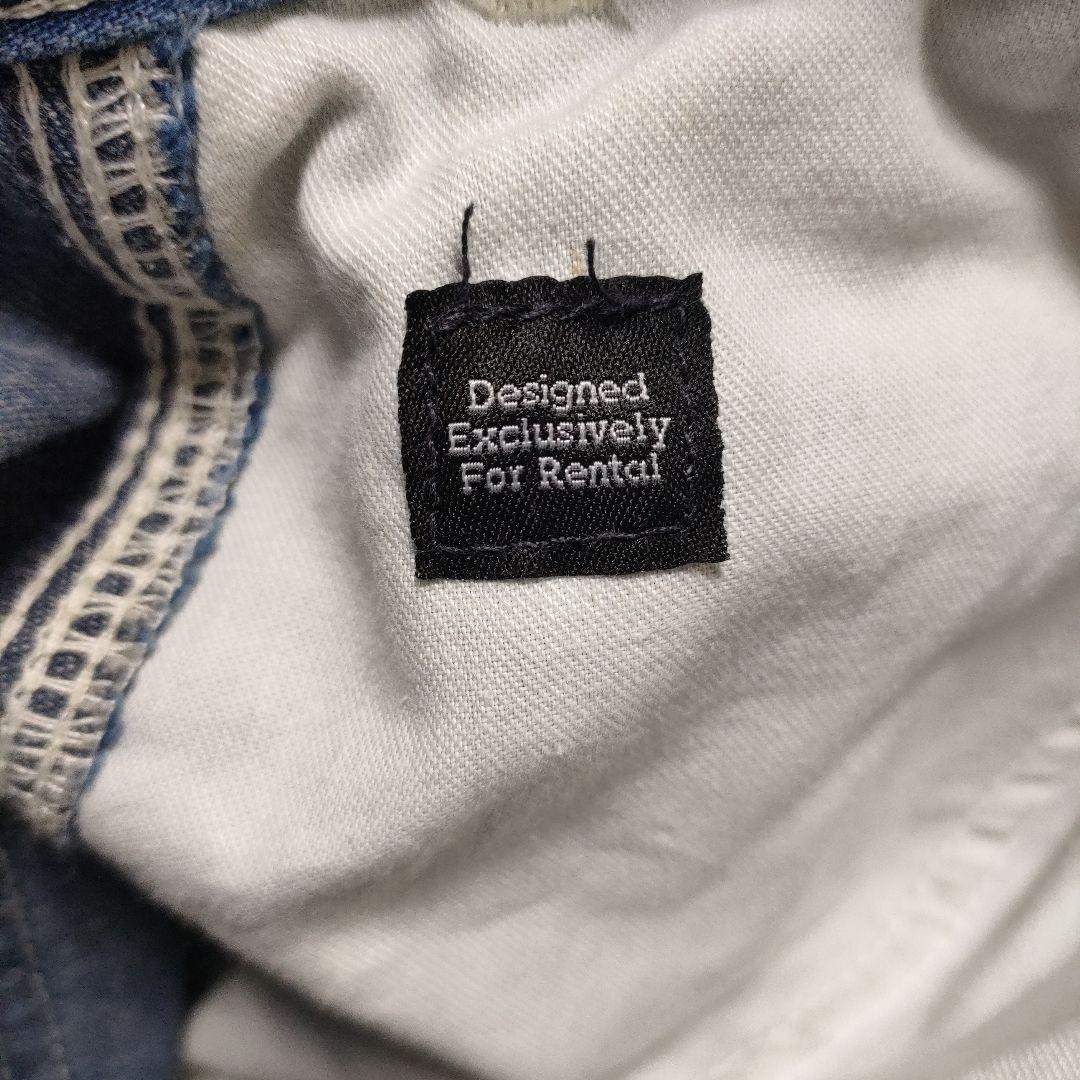 Designed
Exclusively
For Rental